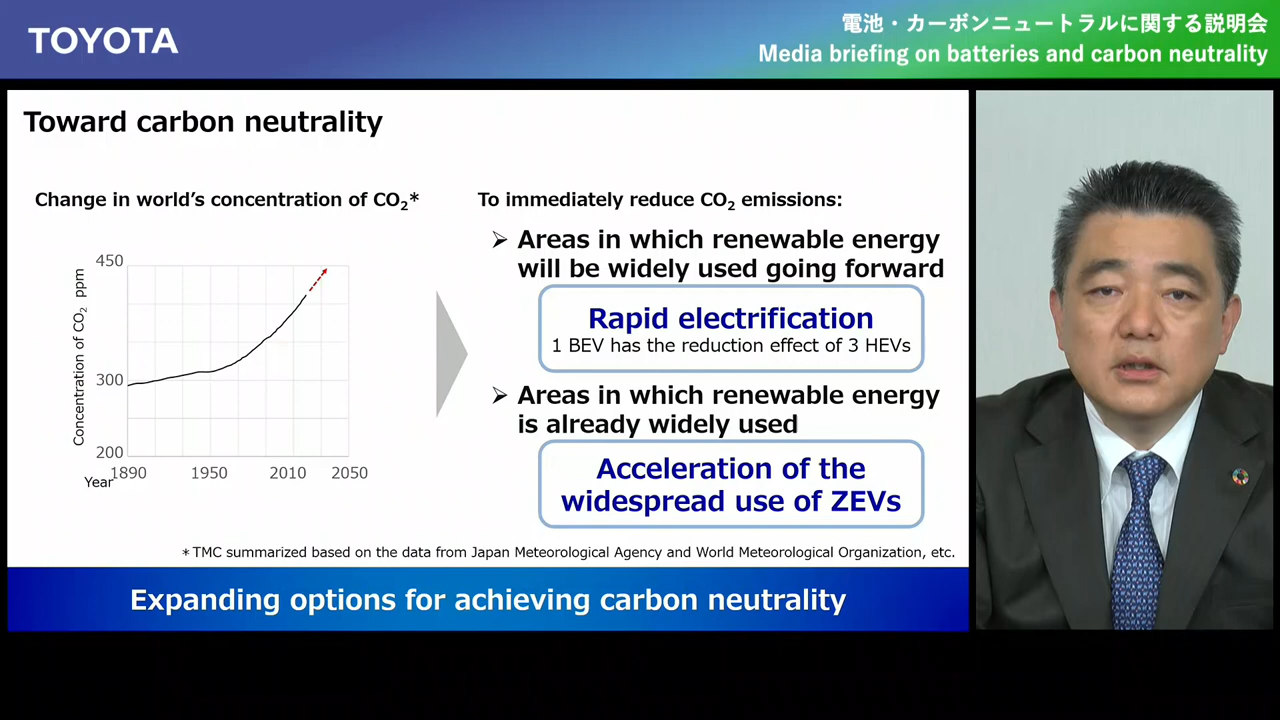 TOYOTA
電池・カーボンニュートラルに関する説明会
Media briefing on batteries and carbon neutrality
Toward carbon neutrality
Change in world's concentration of CO₂*
Concentration of CO₂ ppm
450
300
200
Year
1890
1950
2010
2050
To immediately reduce CO₂ emissions:
➢ Areas in which renewable energy
will be widely used going forward
Rapid electrification
1 BEV has the reduction effect of 3 HEVs
➢ Areas in which renewable energy
is already widely used
Acceleration of the
widespread use of ZEVs
*TMC summarized based on the data from Japan Meteorological Agency and World Meteorological Organization, etc.
Expanding options for achieving carbon neutrality